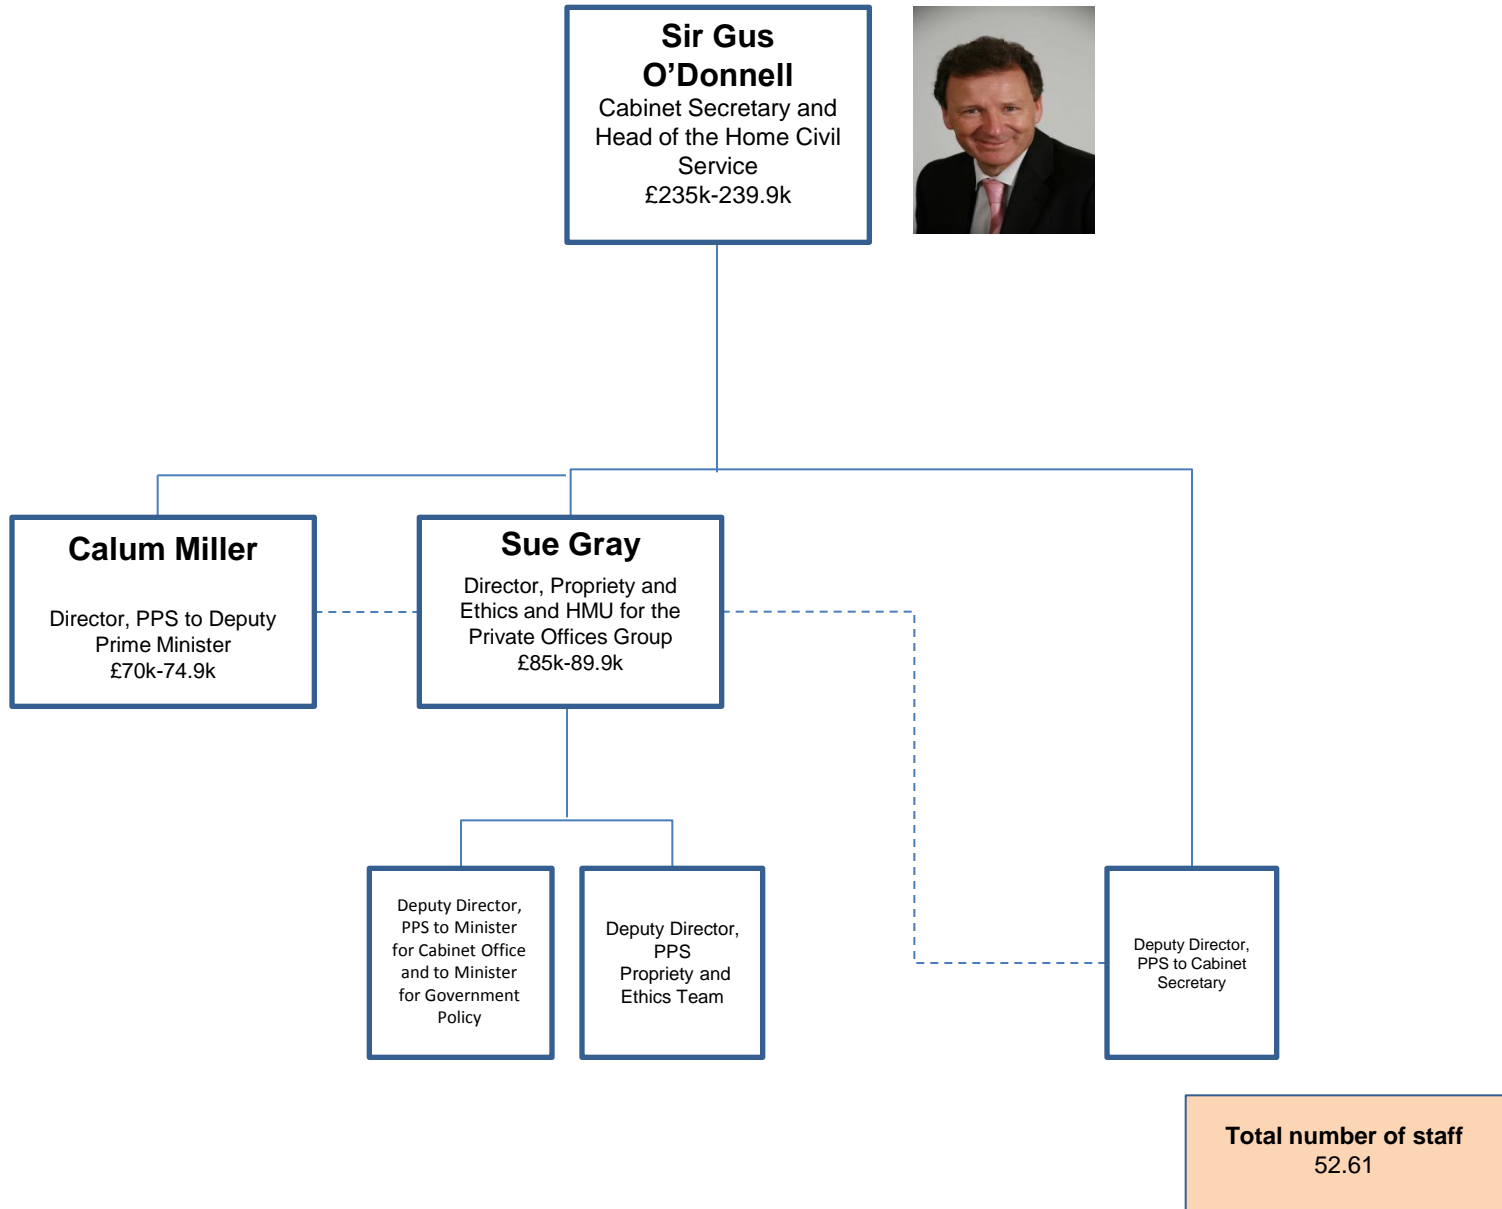 Sir Gus
O’Donnell
Cabinet Secretary and
Head of the Home Civil
Service
£235k-239.9k
Calum Miller
Director, PPS to Deputy
Prime Minister
£70k-74.9k
Sue Gray
Director, Propriety and
Ethics and HMU for the
Private Offices Group
£85k-89.9k
Deputy Director,
PPS to Minister
for Cabinet Office
and to Minister
for Government
Policy
Deputy Director,
PPS
Propriety and
Ethics Team
Deputy Director,
PPS to Cabinet
Secretary
Total number of staff
52.61